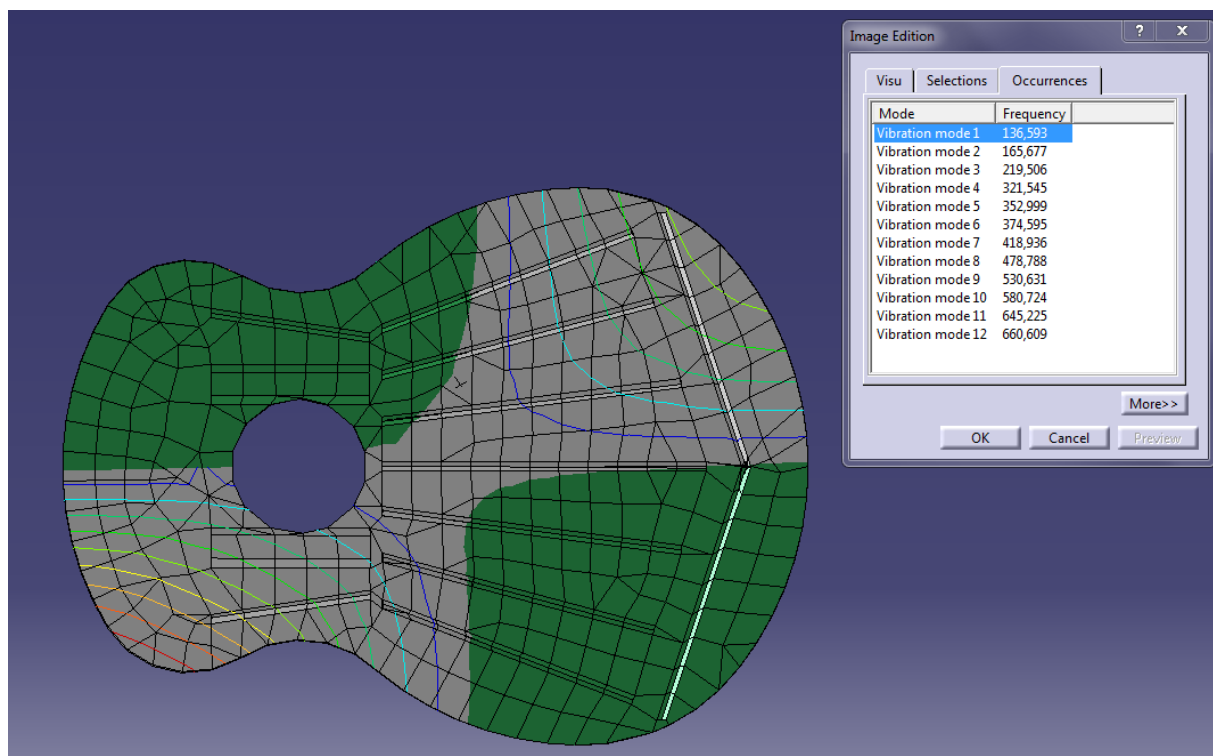 Image Edition ? X
Visu Selections Occurrences
Mode Frequency
Vibration mode 1 136,593
Vibration mode 2 165,677
Vibration mode 3 219,506
Vibration mode 4 321,545
Vibration mode 5 352,999
Vibration mode 6 374,595
Vibration mode 7 418,936
Vibration mode 8 478,788
Vibration mode 9 530,631
Vibration mode 10 580,724
Vibration mode 11 645,225
Vibration mode 12 660,609
More>>
OK Cancel Preview